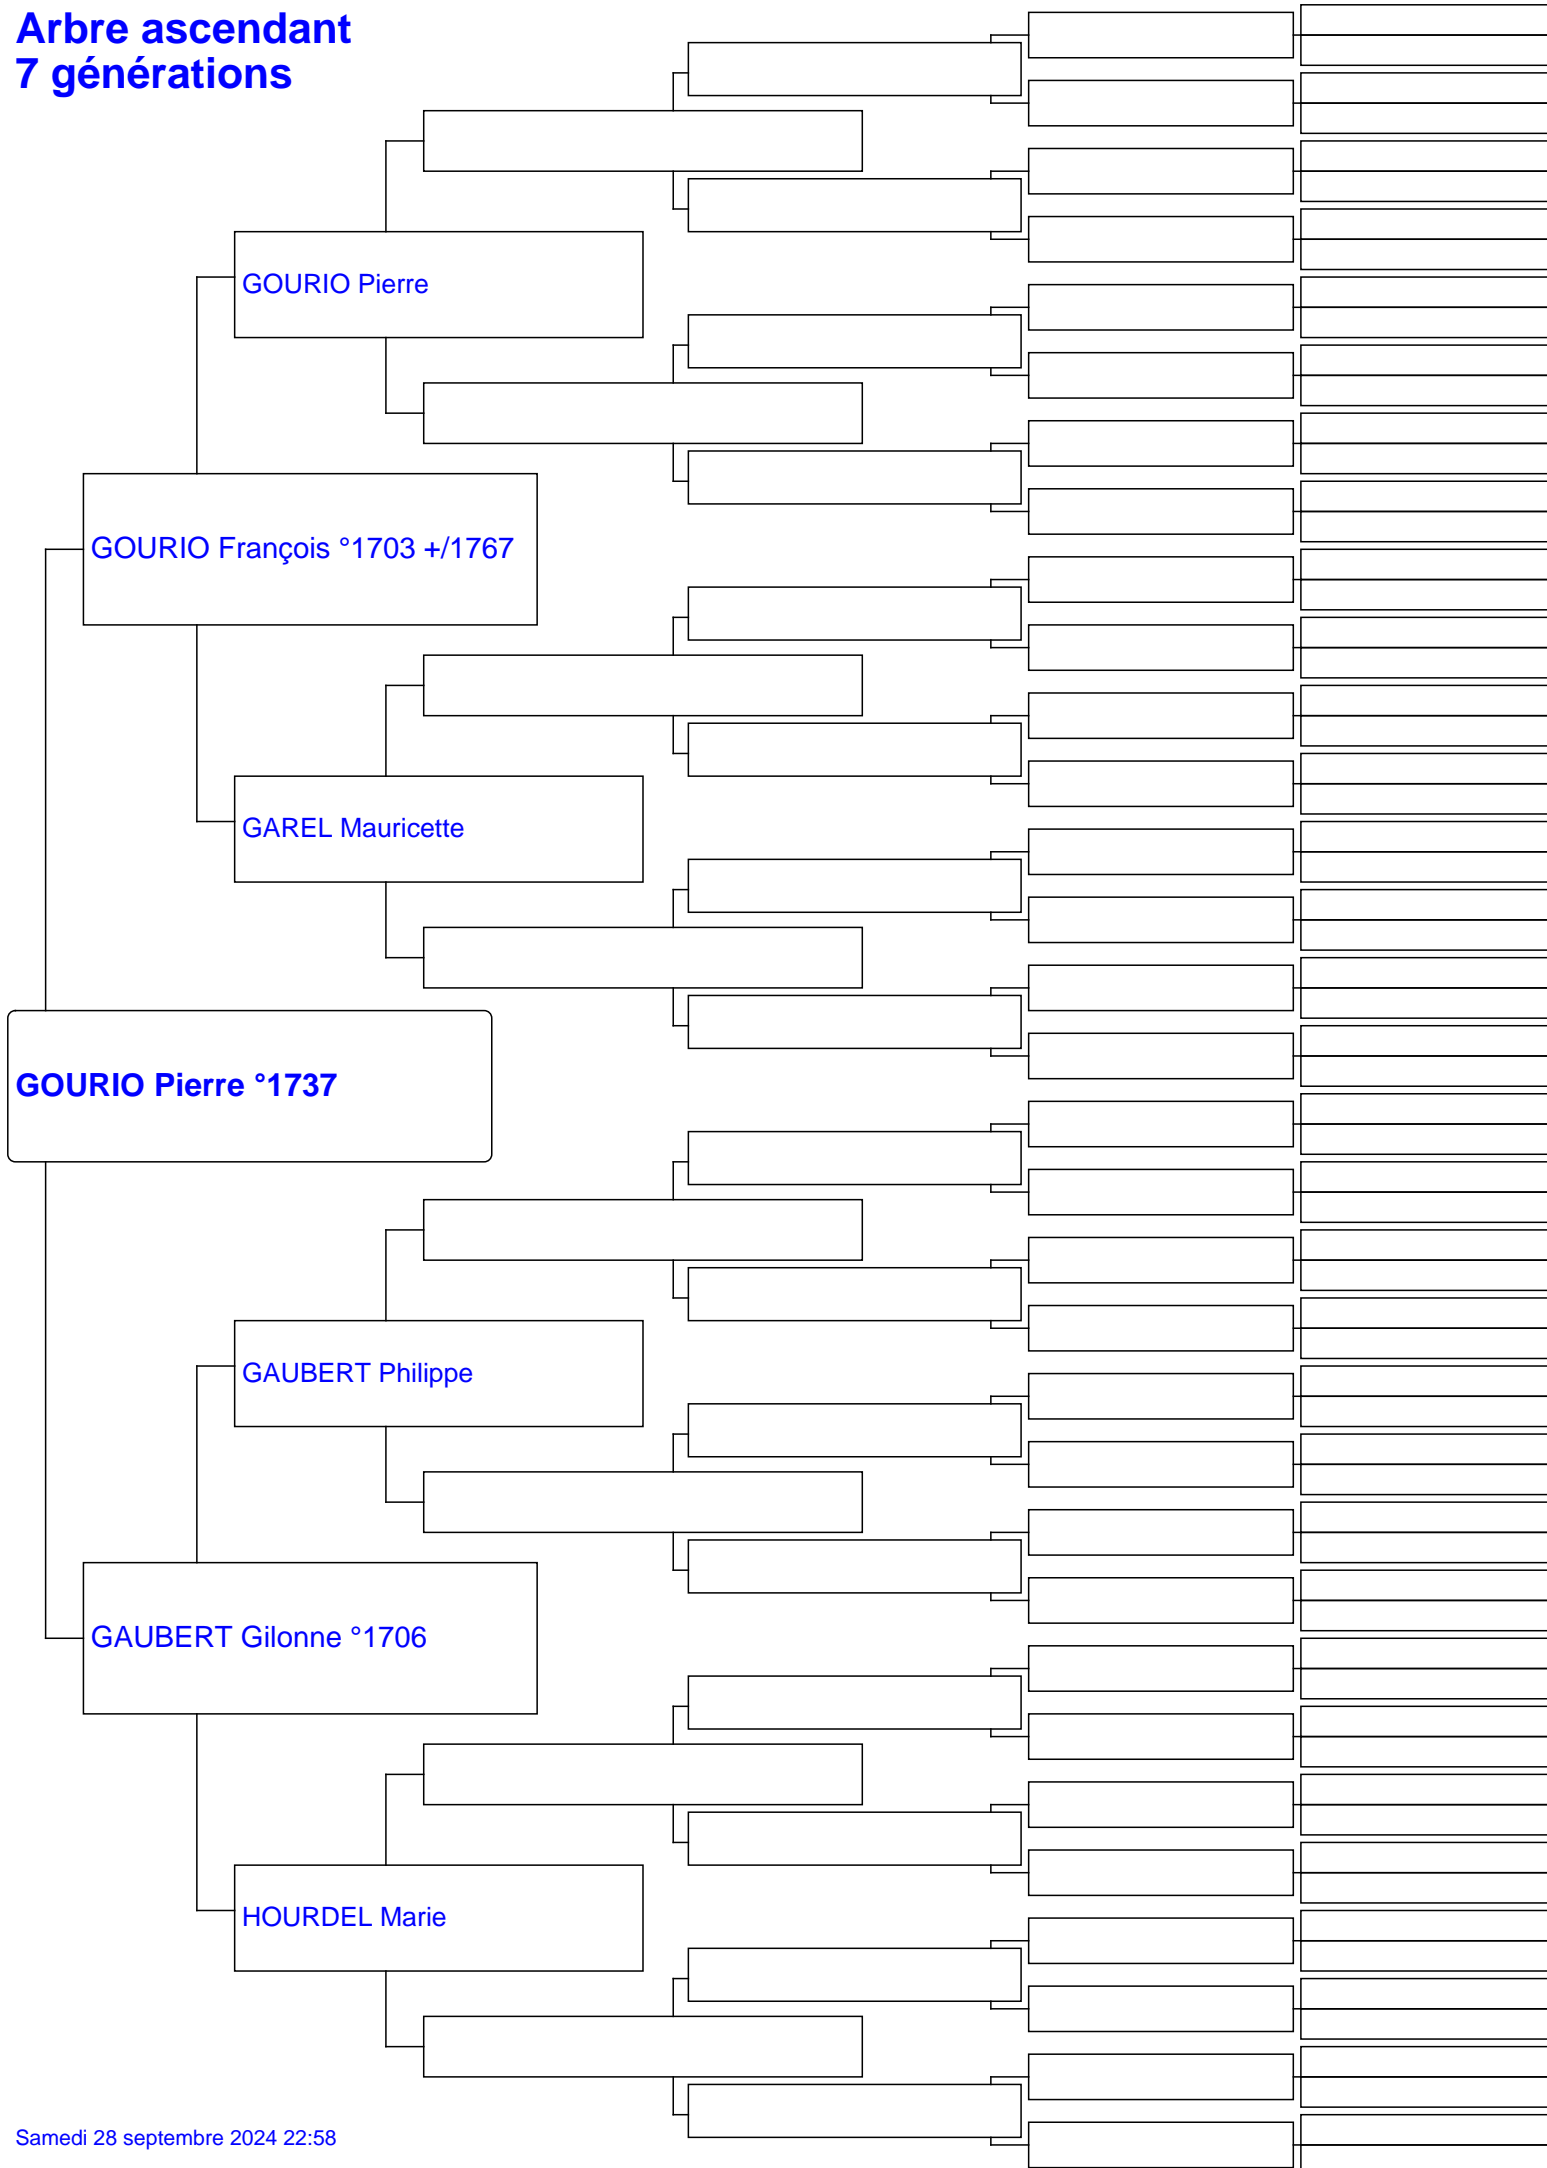 Arbre ascendant
7 générations
GOURIO Pierre
GOURIO François °1703 +/1767
GAREL Mauricette
GOURIO Pierre °1737
GAUBERT Philippe
GAUBERT Gilonne °1706
HOURDEL Marie
Samedi 28 septembre 2024 22:58